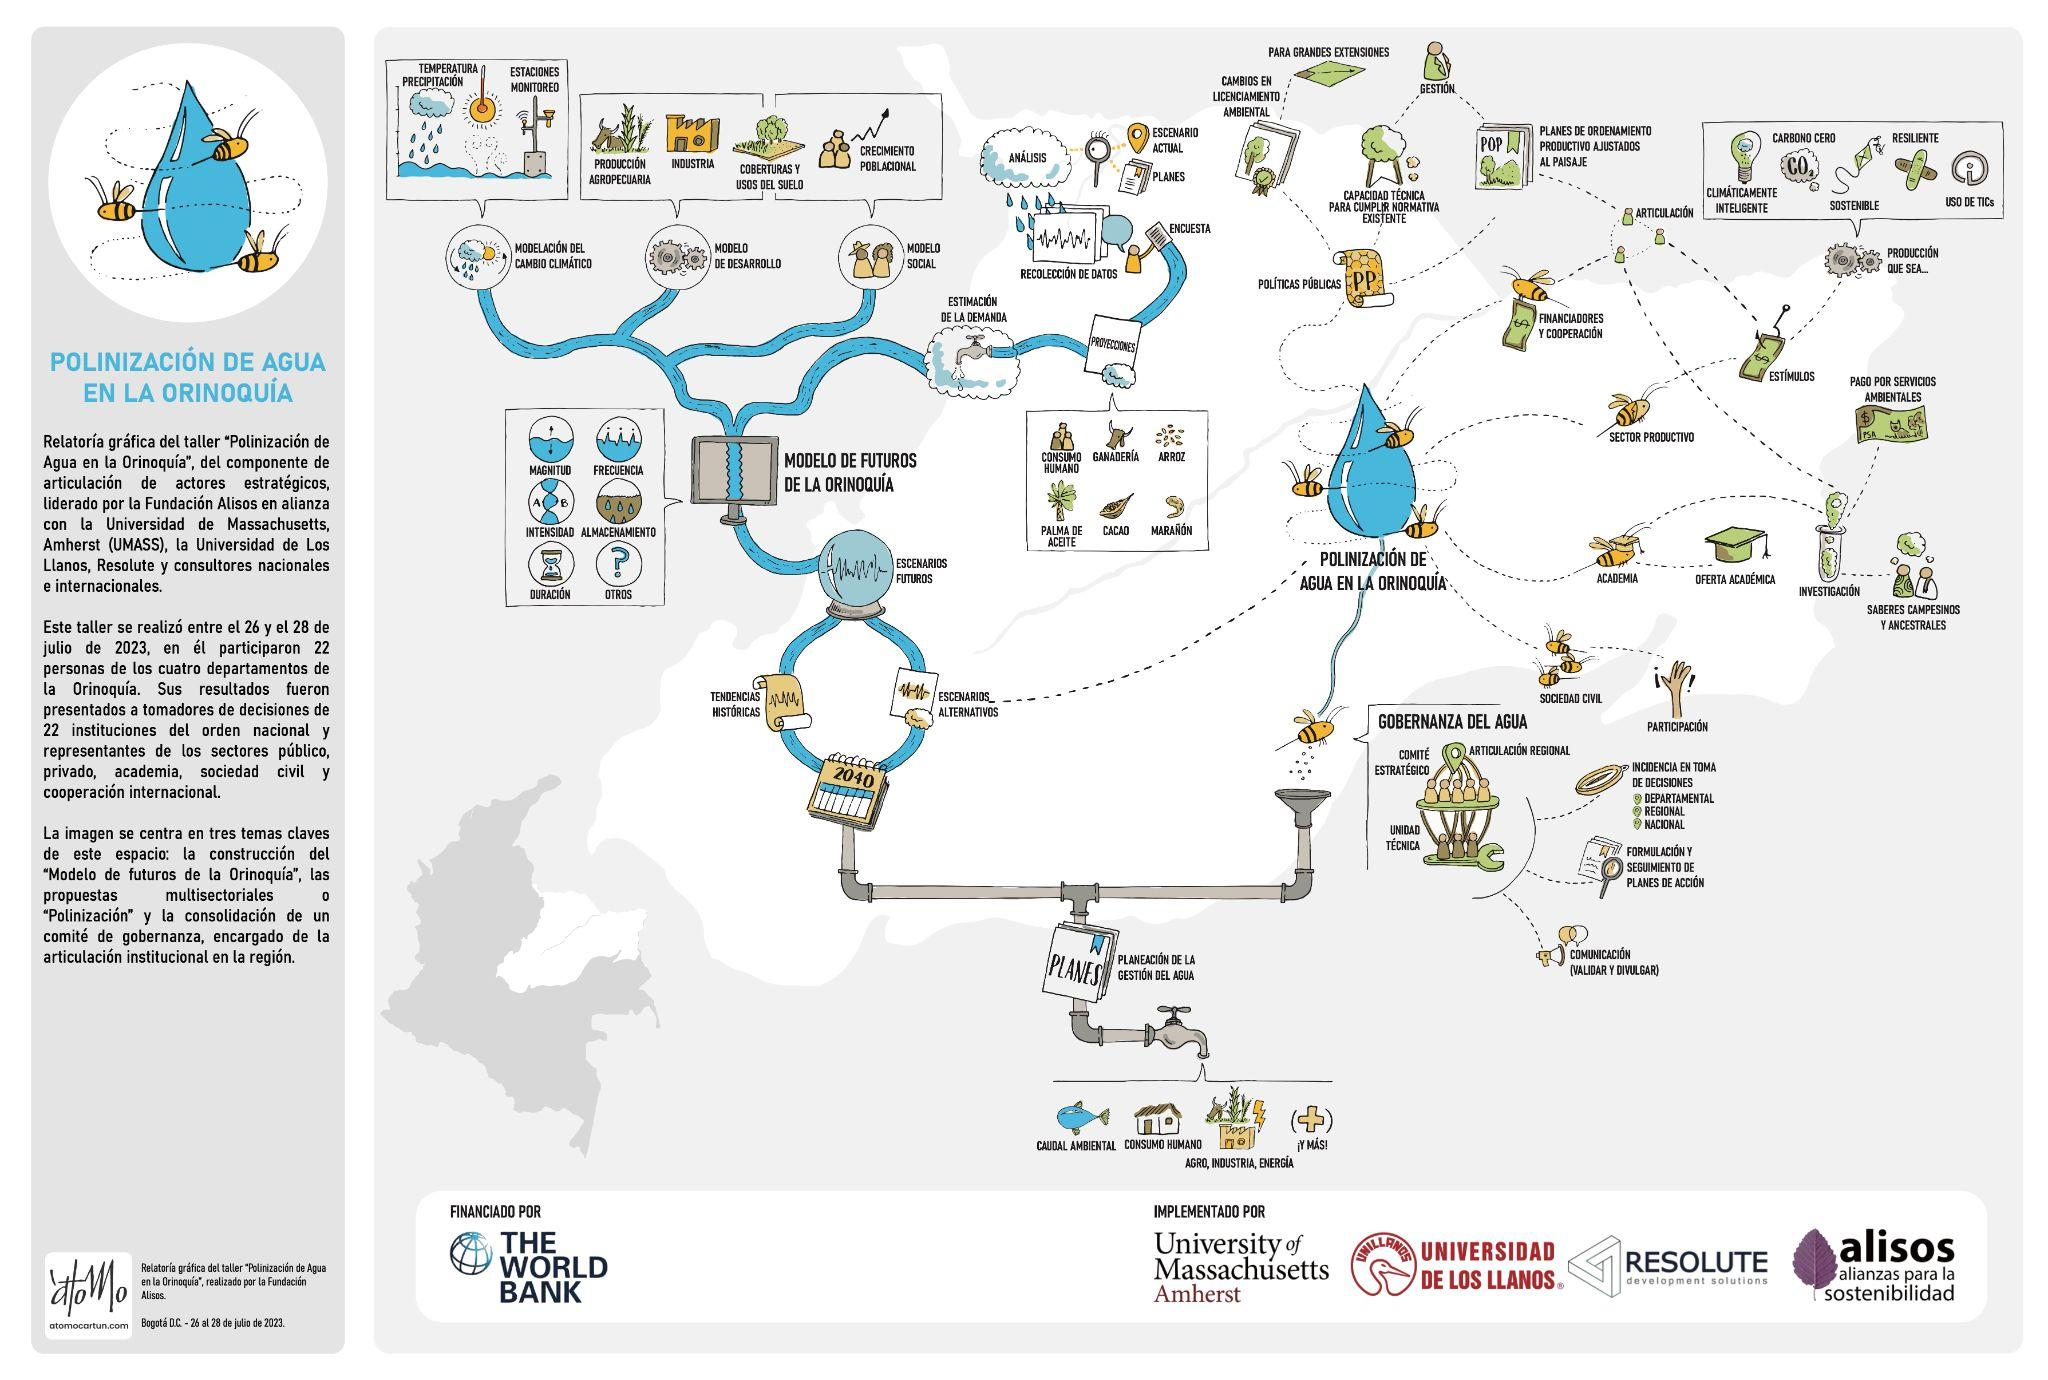 POLINIZACIÓN DE AGUA
EN LA ORINOQUÍA
Relatoría gráfica del taller “Polinización de
Agua en la Orinoquía”, del componente de
articulación de actores estratégicos,
liderado por la Fundación Alisos en alianza
con la Universidad de Massachusetts,
Amherst (UMASS), la Universidad de Los
Llanos, Resolute y consultores nacionales
e internacionales.
Este taller se realizó entre el 26 y el 28 de
julio de 2023, en él participaron 22
personas de los cuatro departamentos de
la Orinoquía. Sus resultados fueron
presentados a tomadores de decisiones de
22 instituciones del orden nacional y
representantes de los sectores público,
privado, academia, sociedad civil y
cooperación internacional.
La imagen se centra en tres temas claves
de este espacio: la construcción del
“Modelo de futuros de la Orinoquía”, las
propuestas multisectoriales o
“Polinización” y la consolidación de un
comité de gobernanza, encargado de la
articulación institucional en la región.
átomo
atomocartun.com
Relatoría gráfica del taller “Polinización de Agua
en la Orinoquía”, realizado por la Fundación
Alisos.
Bogotá D.C. - 26 al 28 de julio de 2023.
TEMPERATURA
PRECIPITACIÓN
ESTACIONES
MONITOREO
PRODUCCIÓN
AGROPECUARIA
INDUSTRIA
COBERTURAS Y
USOS DEL SUELO
CRECIMIENTO
POBLACIONAL
MODELACIÓN DEL
CAMBIO CLIMÁTICO
MODELO
DE DESARROLLO
MODELO
SOCIAL
ANÁLISIS
ESCENARIO
ACTUAL
PLANES
ENCUESTA
RECOLECCIÓN DE DATOS
ESTIMACIÓN
DE LA DEMANDA
PROYECCIONES
CONSUMO
HUMANO
GANADERÍA
ARROZ
PALMA DE
ACEITE
CACAO
MARAÑÓN
MAGNITUD
FRECUENCIA
A B
INTENSIDAD
ALMACENAMIENTO
?
DURACIÓN
OTROS
MODELO DE FUTUROS
DE LA ORINOQUÍA
ESCENARIOS
FUTUROS
TENDENCIAS
HISTÓRICAS
ESCENARIOS
ALTERNATIVOS
2040
PARA GRANDES EXTENSIONES
CAMBIOS EN
LICENCIAMIENTO
AMBIENTAL
GESTIÓN
CAPACIDAD TÉCNICA
PARA CUMPLIR NORMATIVA
EXISTENTE
POP
PLANES DE ORDENAMIENTO
PRODUCTIVO AJUSTADOS
AL PAISAJE
POLÍTICAS PÚBLICAS
PP
ARTICULACIÓN
CLIMÁTICAMENTE
INTELIGENTE
CARBONO CERO
CO2
SOSTENIBLE
RESILIENTE
USO DE TICs
PRODUCCIÓN
QUE SEA...
$
FINANCIADORES
Y COOPERACIÓN
$
ESTÍMULOS
SECTOR PRODUCTIVO
PAGO POR SERVICIOS
AMBIENTALES
$
PSA
POLINIZACIÓN DE
AGUA EN LA ORINOQUÍA
ACADEMIA
OFERTA ACADÉMICA
INVESTIGACIÓN
SABERES CAMPESINOS
Y ANCESTRALES
SOCIEDAD CIVIL
¡ !
PARTICIPACIÓN
GOBERNANZA DEL AGUA
COMITÉ
ESTRATÉGICO
ARTICULACIÓN REGIONAL
UNIDAD
TÉCNICA
INCIDENCIA EN TOMA
DE DECISIONES
DEPARTAMENTAL
REGIONAL
NACIONAL
FORMULACIÓN Y
SEGUIMIENTO DE
PLANES DE ACCIÓN
COMUNICACIÓN
(VALIDAR Y DIVULGAR)
PLANES
PLANEACIÓN DE LA
GESTIÓN DEL AGUA
CAUDAL AMBIENTAL
CONSUMO HUMANO
AGRO, INDUSTRIA, ENERGÍA
(+)
¡Y MÁS!
FINANCIADO POR
THE
WORLD
BANK
IMPLEMENTADO POR
University of
Massachusetts
Amherst
UNILLANOS
UNIVERSIDAD
DE LOS LLANOS®
RESOLUTE
development solutions
alisos
alianzas para la
sostenibilidad